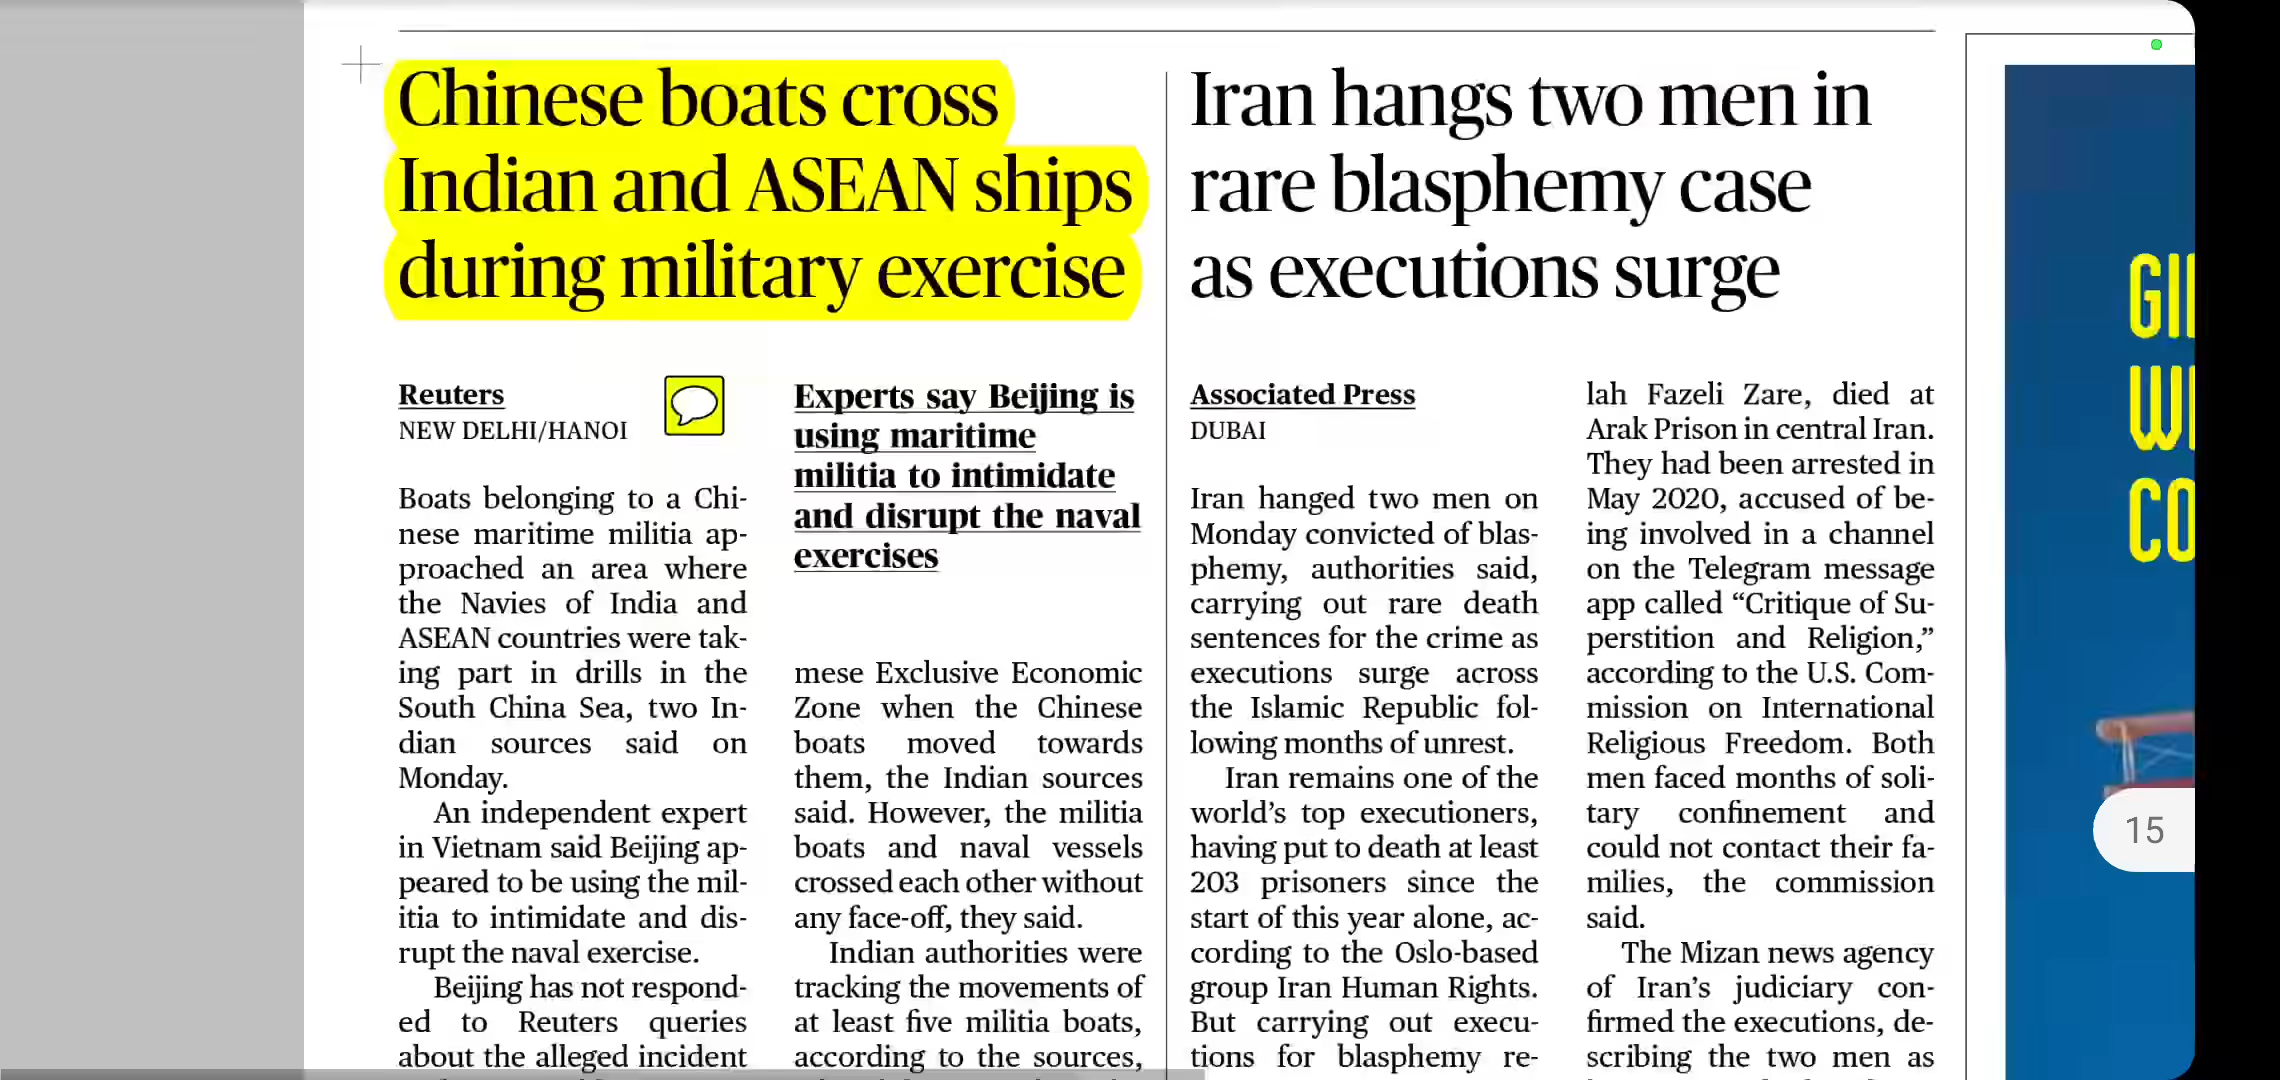 Chinese boats cross
Indian and ASEAN ships
during military exercise
Reuters
NEW DELHI/HANOI
Boats belonging to a Chi-
nese maritime militia ap-
proached an area where
the Navies of India and
ASEAN countries were tak-
ing part in drills in the
South China Sea, two In-
dian sources said on
Monday.
An independent expert
in Vietnam said Beijing ap-
peared to be using the mil-
itia to intimidate and dis-
rupt the naval exercise.
Beijing has not respond-
ed to Reuters queries
about the alleged incident
Experts say Beijing is
using maritime
militia to intimidate
and disrupt the naval
exercises
mese Exclusive Economic
Zone when the Chinese
boats moved towards
them, the Indian sources
said. However, the militia
boats and naval vessels
crossed each other without
any face-off, they said.
Indian authorities were
tracking the movements of
at least five militia boats,
according to the sources,
Iran hangs two men in
rare blasphemy case
as executions surge
Associated Press
DUBAI
Iran hanged two men on
Monday convicted of blas-
phemy, authorities said,
carrying out rare death
sentences for the crime as
executions surge across
the Islamic Republic fol-
lowing months of unrest.
Iran remains one of the
world’s top executioners,
having put to death at least
203 prisoners since the
start of this year alone, ac-
cording to the Oslo-based
group Iran Human Rights.
But carrying out execu-
tions for blasphemy re-
lah Fazeli Zare, died at
Arak Prison in central Iran.
They had been arrested in
May 2020, accused of be-
ing involved in a channel
on the Telegram message
app called “Critique of Su-
perstition and Religion,”
according to the U.S. Com-
mission on International
Religious Freedom. Both
men faced months of soli-
tary confinement and
could not contact their fa-
milies, the commission
said.
The Mizan news agency
of Iran’s judiciary con-
firmed the executions, de-
scribing the two men as
15